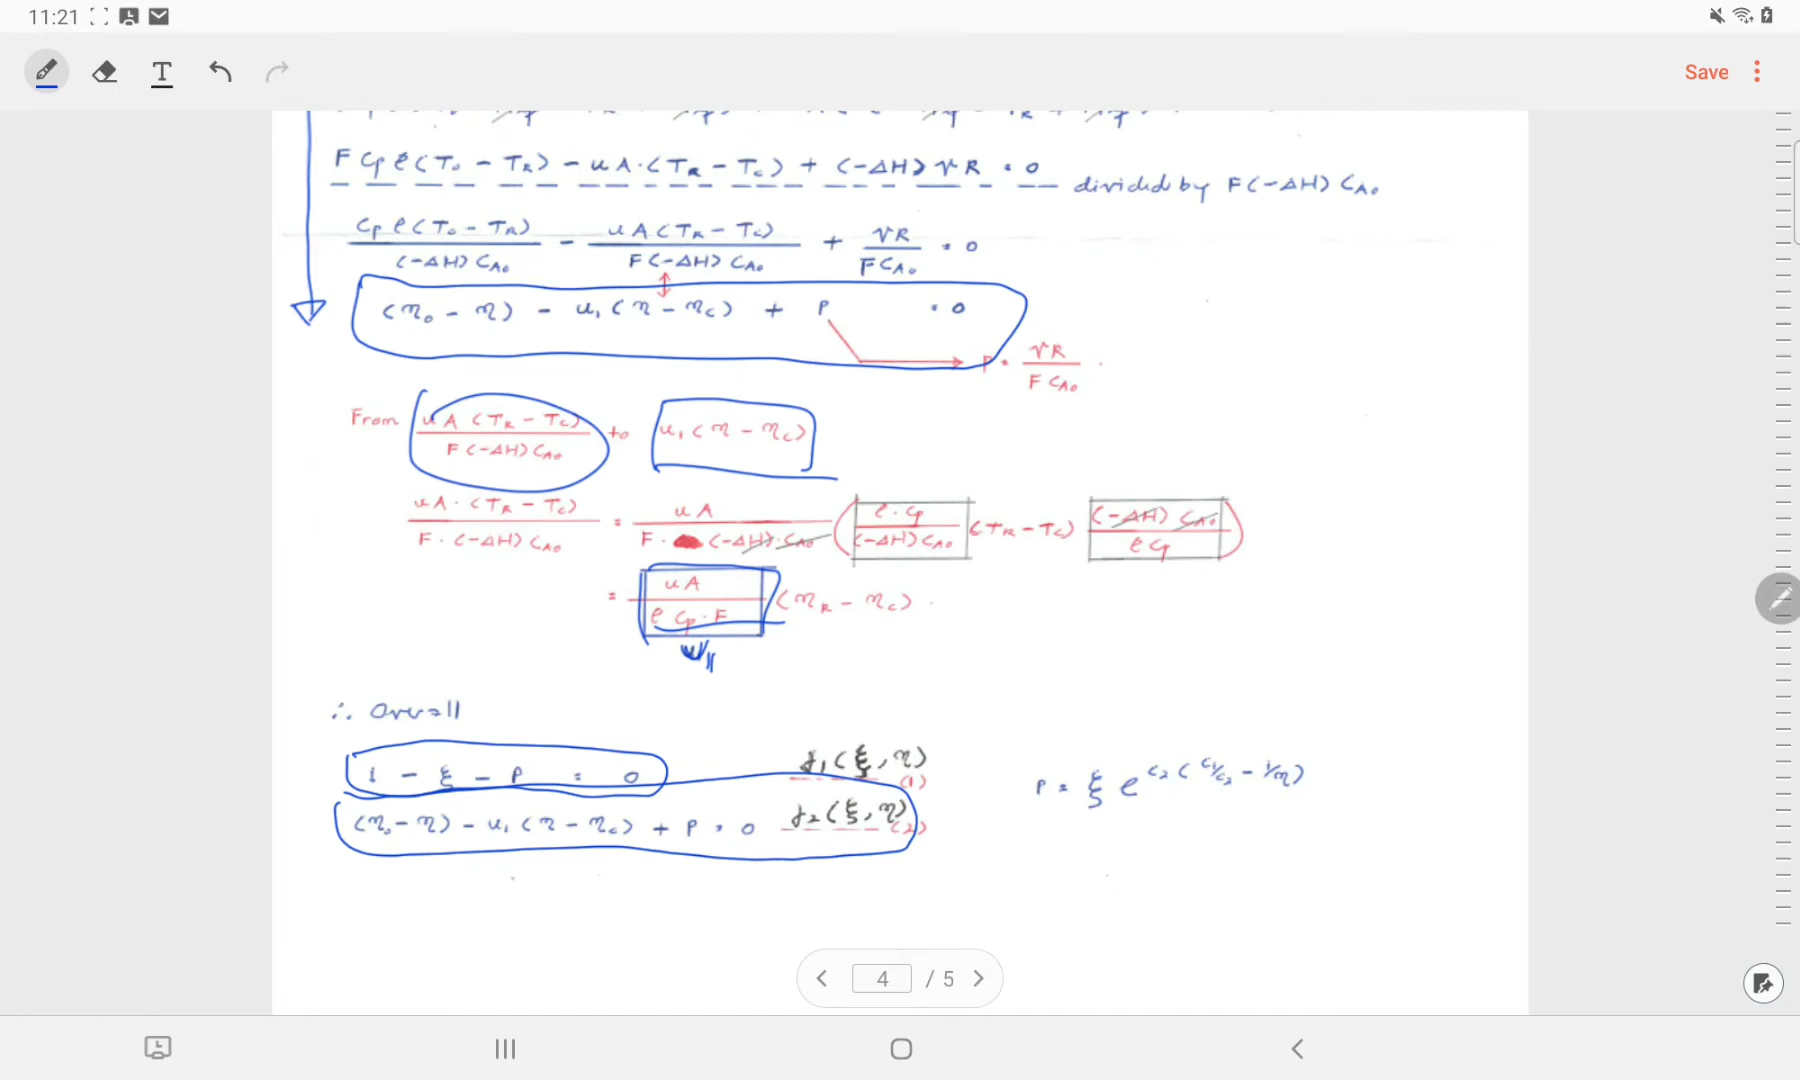 11:21
T Save
F Cp ρ (T₀ - T_R) - uA·(T_R - T_c) + (-ΔH) V R = 0 divided by F(-ΔH) C_A₀
Cp ρ (T₀ - T_R) / (-ΔH) C_A₀ - uA (T_R - T_c) / F(-ΔH) C_A₀ + VR / F C_A₀ = 0
(η₀ - η) - u₁ (η - η_c) + P = 0
P = VR / F C_A₀
From uA (T_R - T_c) / F(-ΔH) C_A₀ to u₁ (η - η_c)
uA·(T_R - T_c) / F·(-ΔH) C_A₀ = uA / F·(-ΔH)·C_A₀ ( ρ·Cp / (-ΔH) C_A₀ (T_R - T_c) (-ΔH) C_A₀ / ρ Cp )
= uA / ρ Cp·F (η_R - η_c)
∴ Overall
1 - ξ - P = 0 f₁(ξ, η) (1)
P = ξ e^{c₂ (c₁/c₂ - 1/η)}
(η₀ - η) - u₁ (η - η_c) + P = 0 f₂(ξ, η) (2)
4 / 5